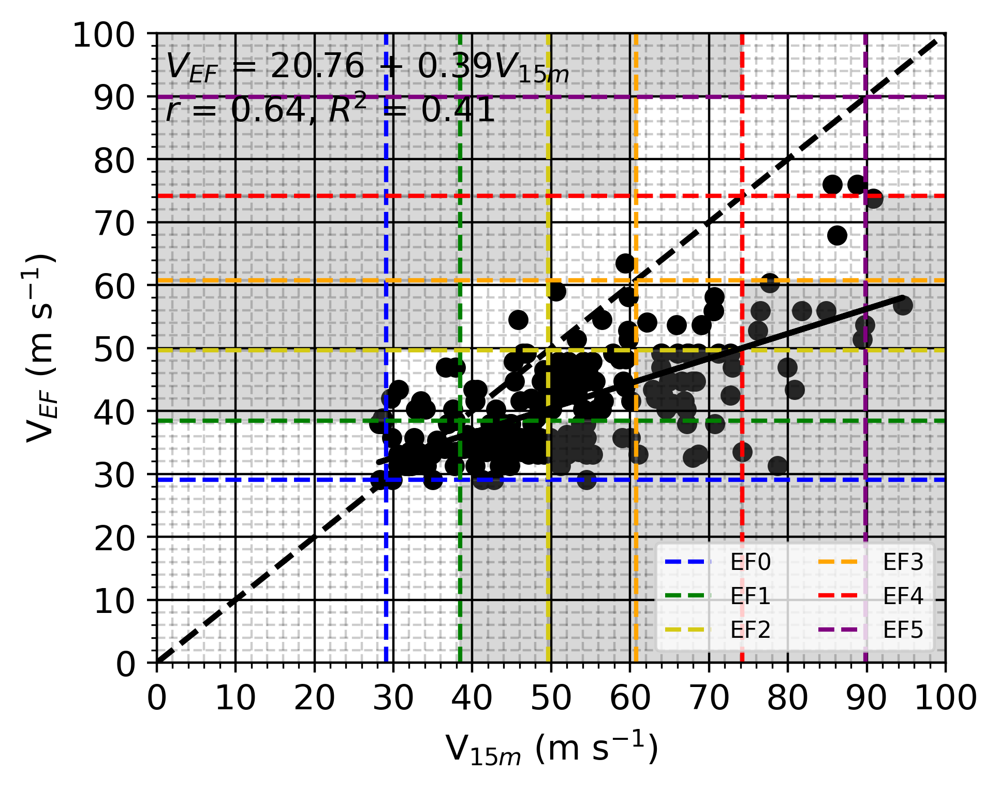 V_EF = 20.76 + 0.39V_15m
r = 0.64, R² = 0.41
100
90
80
70
60
50
40
30
20
10
0
V_EF (m s⁻¹)
0 10 20 30 40 50 60 70 80 90 100
V_15m (m s⁻¹)
EF0 EF3
EF1 EF4
EF2 EF5